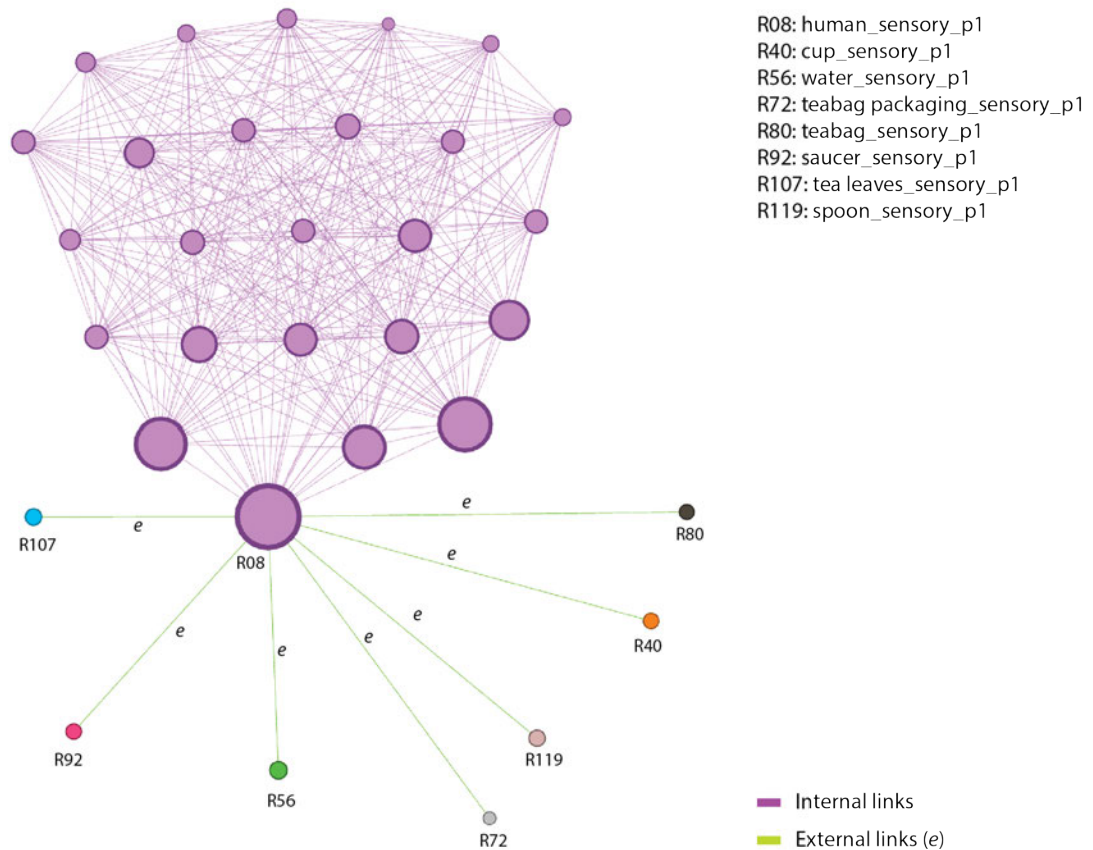 R08: human_sensory_p1
R40: cup_sensory_p1
R56: water_sensory_p1
R72: teabag packaging_sensory_p1
R80: teabag_sensory_p1
R92: saucer_sensory_p1
R107: tea leaves_sensory_p1
R119: spoon_sensory_p1
e
e
R107
R80
R08
e
e
e
R40
e
e
R92
R119
R56
R72
Internal links
External links (e)